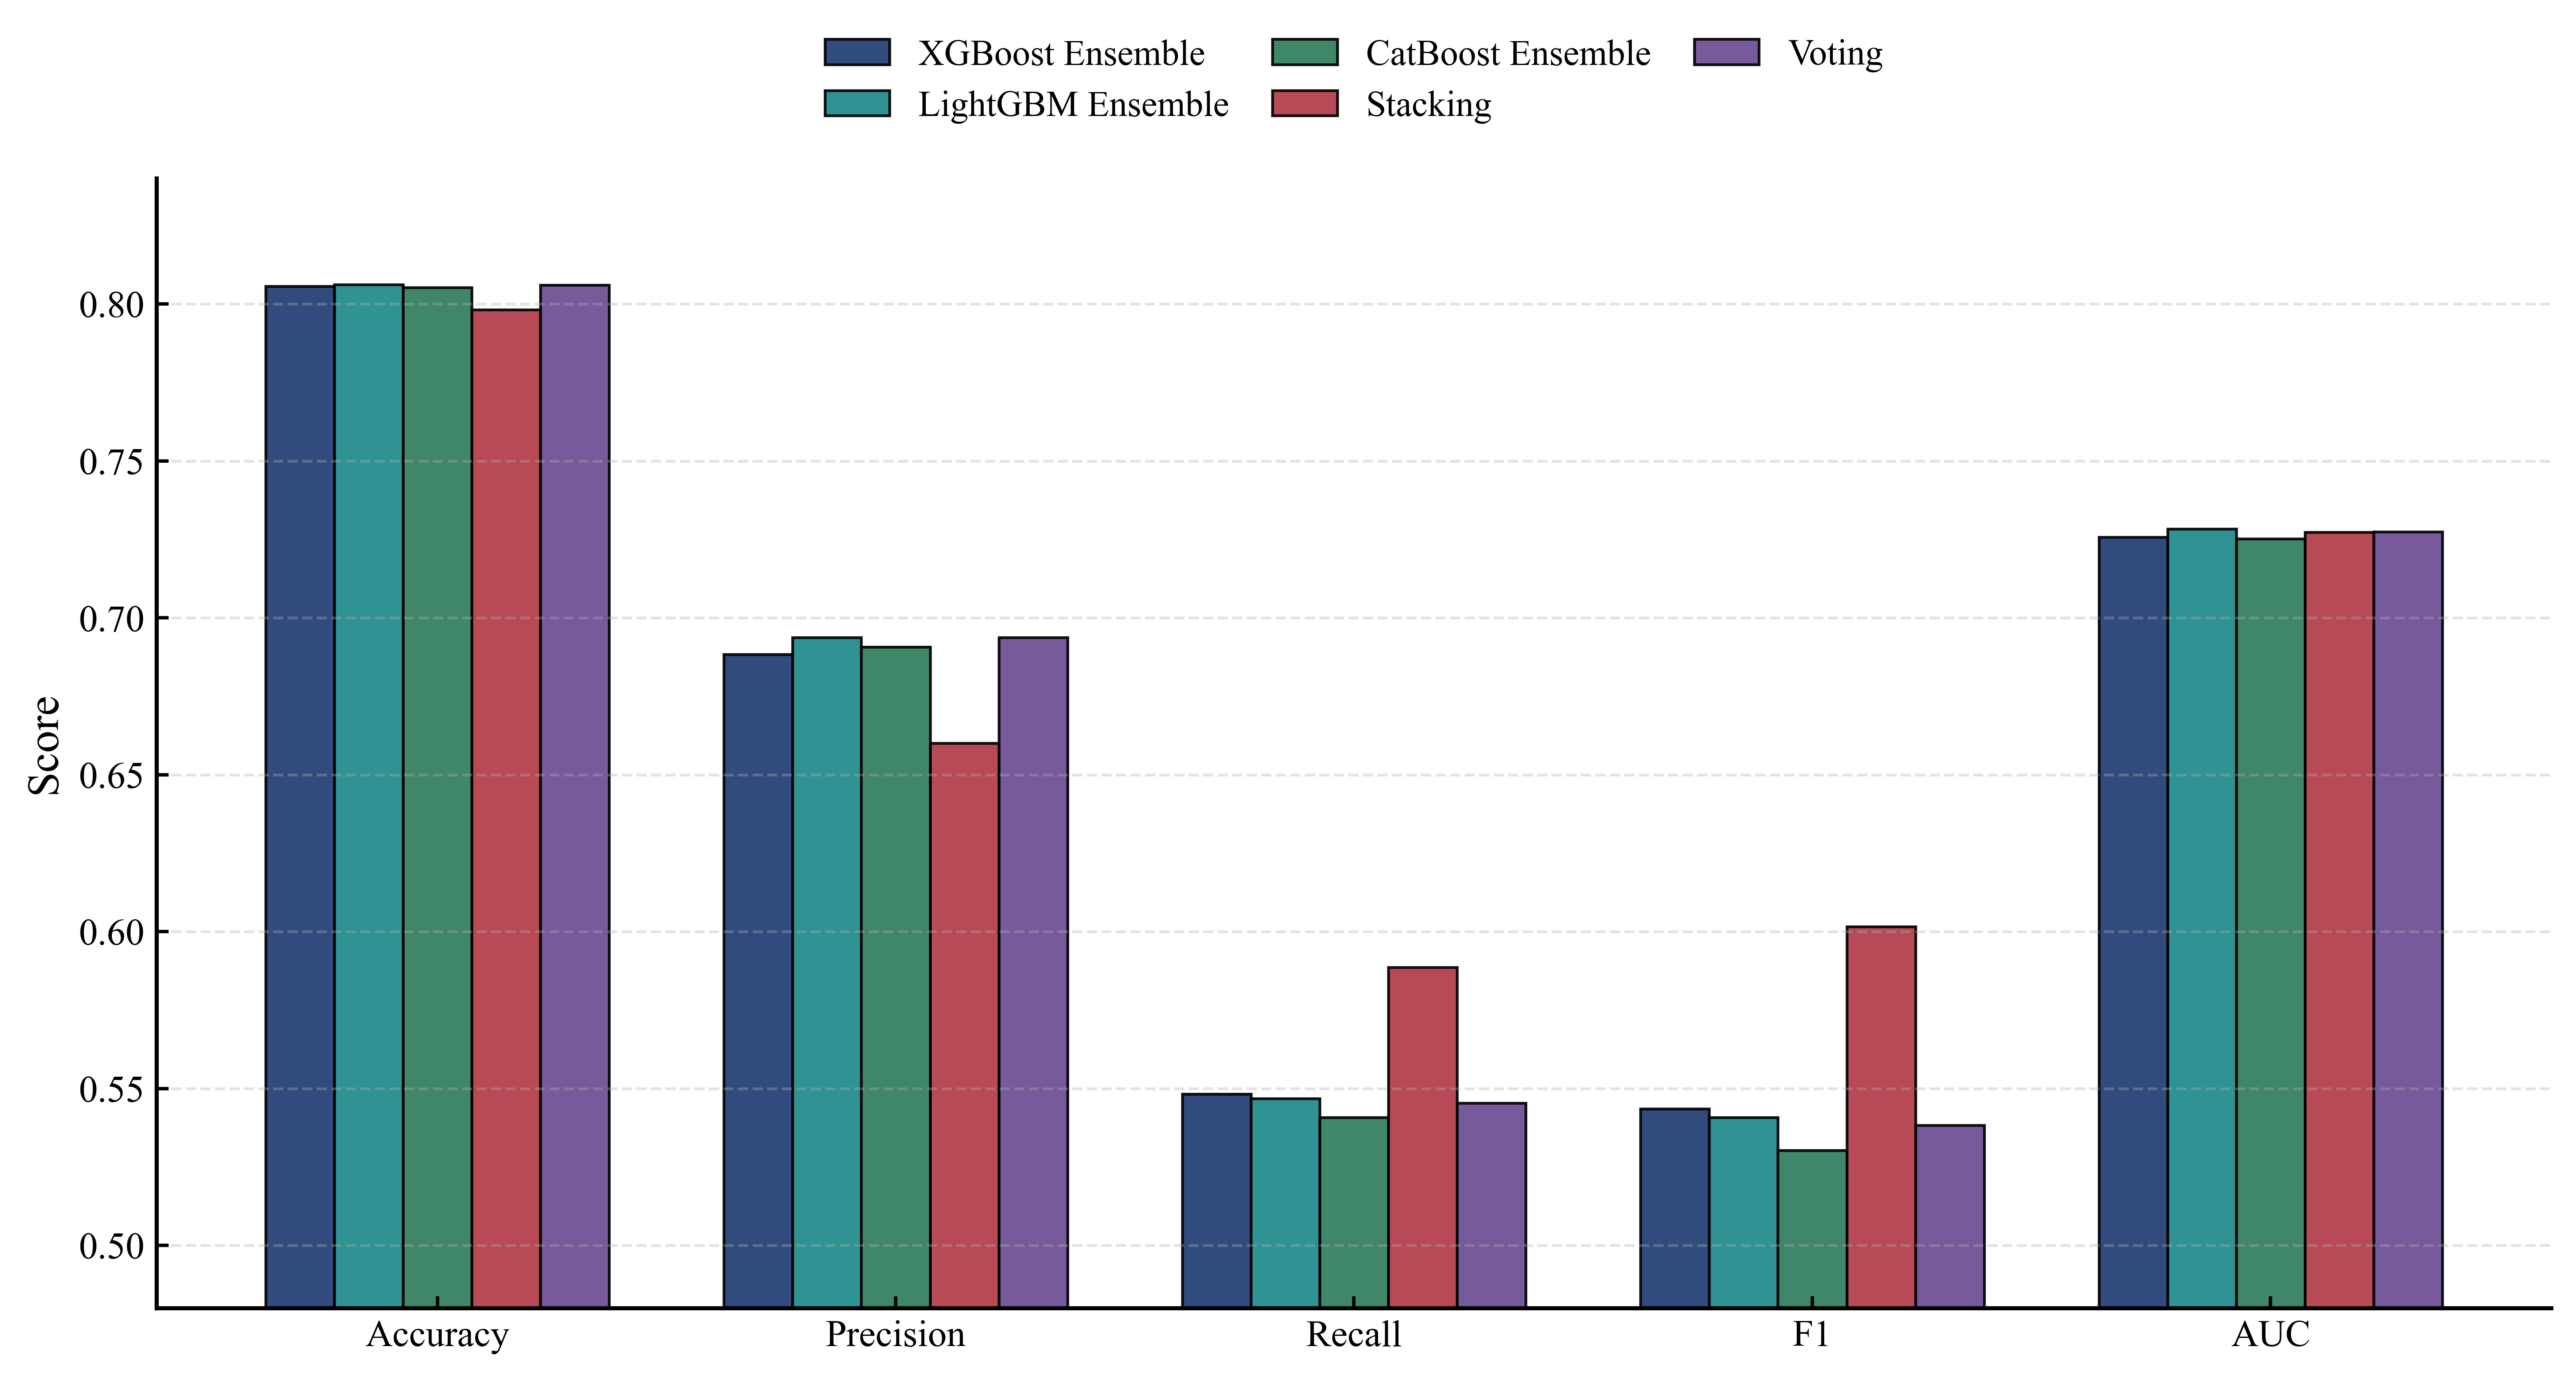 XGBoost Ensemble
LightGBM Ensemble
CatBoost Ensemble
Stacking
Voting
Score
0.80
0.75
0.70
0.65
0.60
0.55
0.50
Accuracy
Precision
Recall
F1
AUC